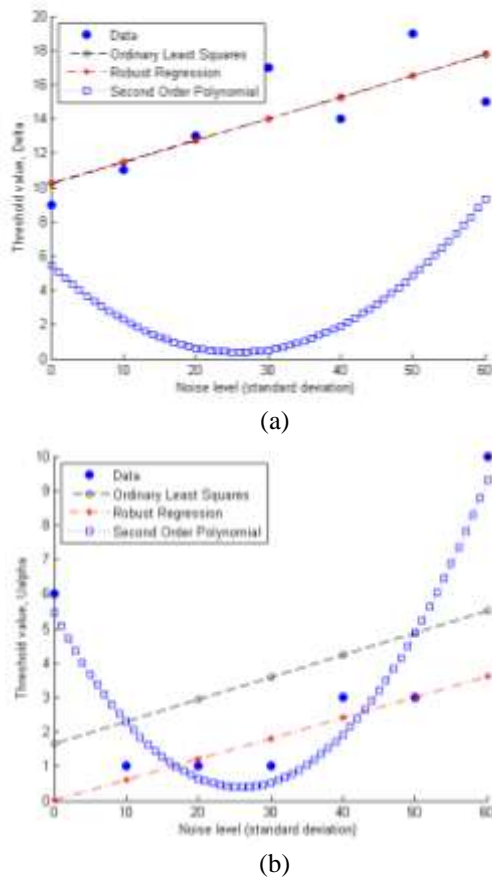 20
18
16
14
12
10
8
6
4
2
0
Threshold value, Delta
Data
Ordinary Least Squares
Robust Regression
Second Order Polynomial
0 10 20 30 40 50 60
Noise level (standard deviation)
(a)
10
9
8
7
6
5
4
3
2
1
0
Threshold value, Ualpha
Data
Ordinary Least Squares
Robust Regression
Second Order Polynomial
0 10 20 30 40 50 60
Noise level (standard deviation)
(b)